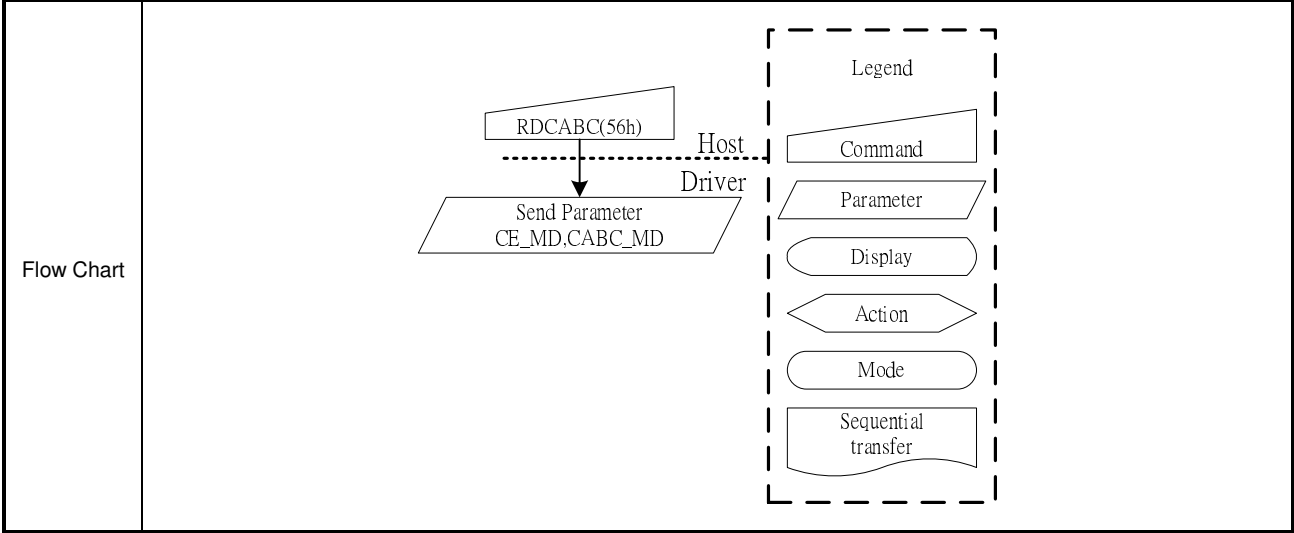 Flow Chart
RDCABC(56h)
Host
Driver
Send Parameter
CE_MD,CABC_MD
Legend
Command
Parameter
Display
Action
Mode
Sequential
transfer